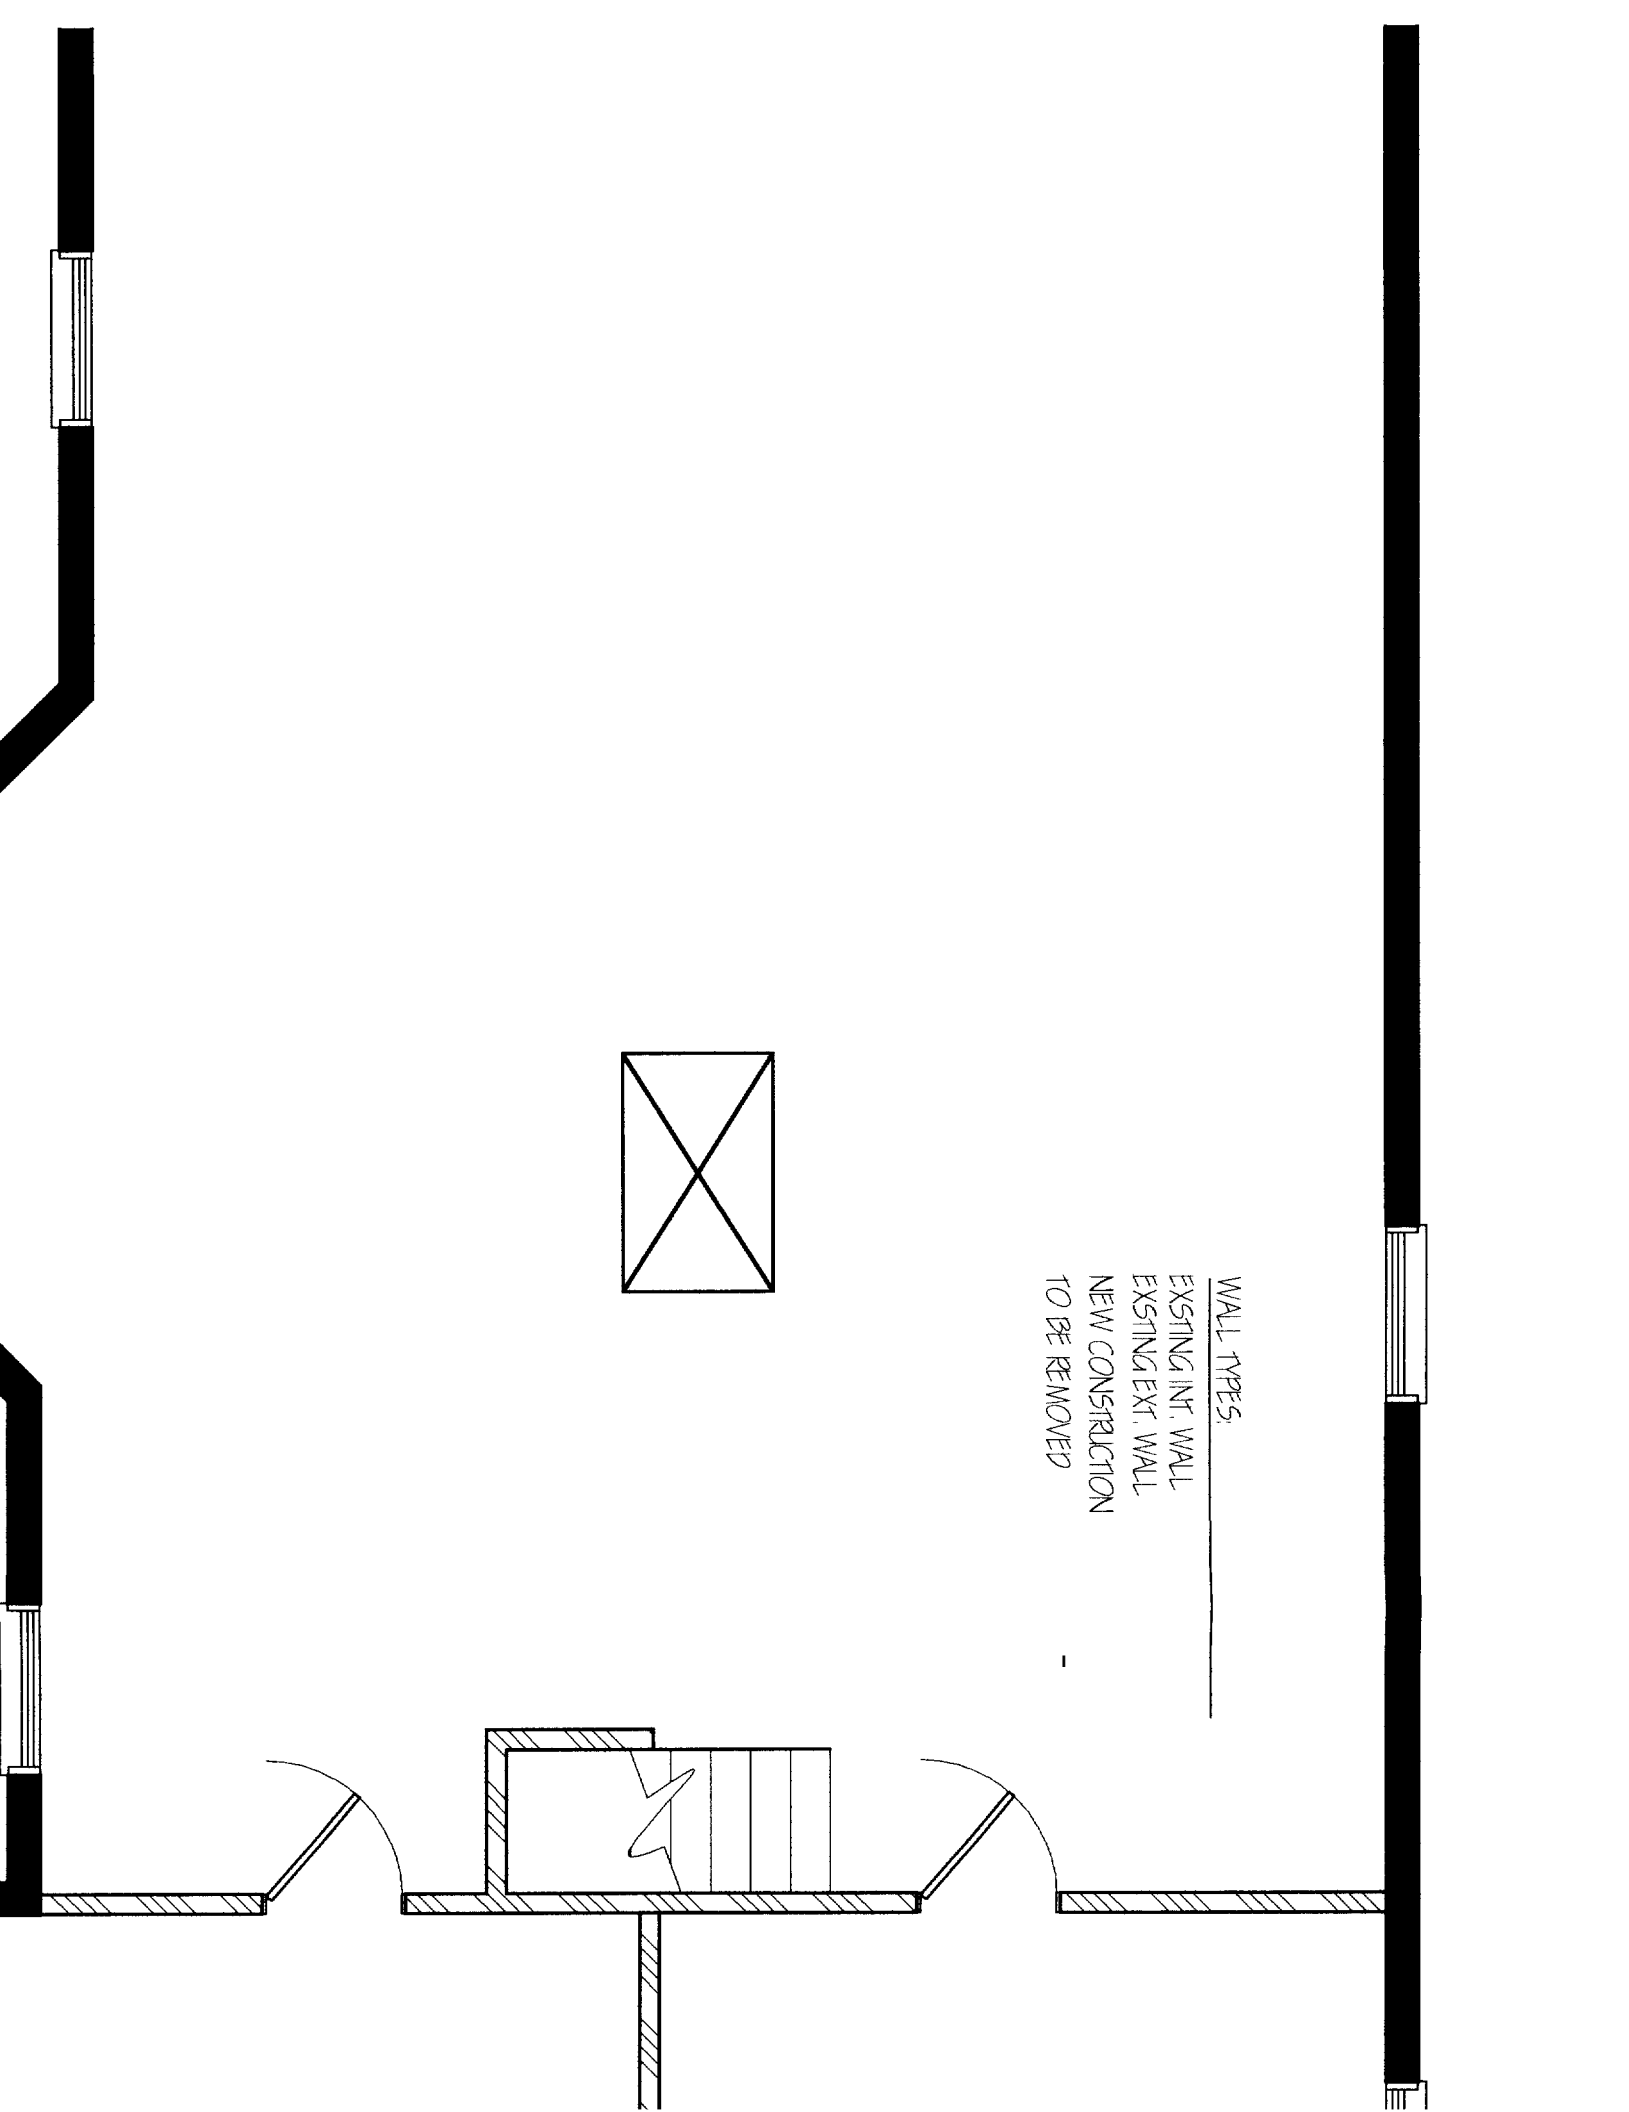 WALL TYPES:
EXSTING INT. WALL
EXSTING EXT. WALL
NEW CONSTRUCTION
TO BE REMOVED